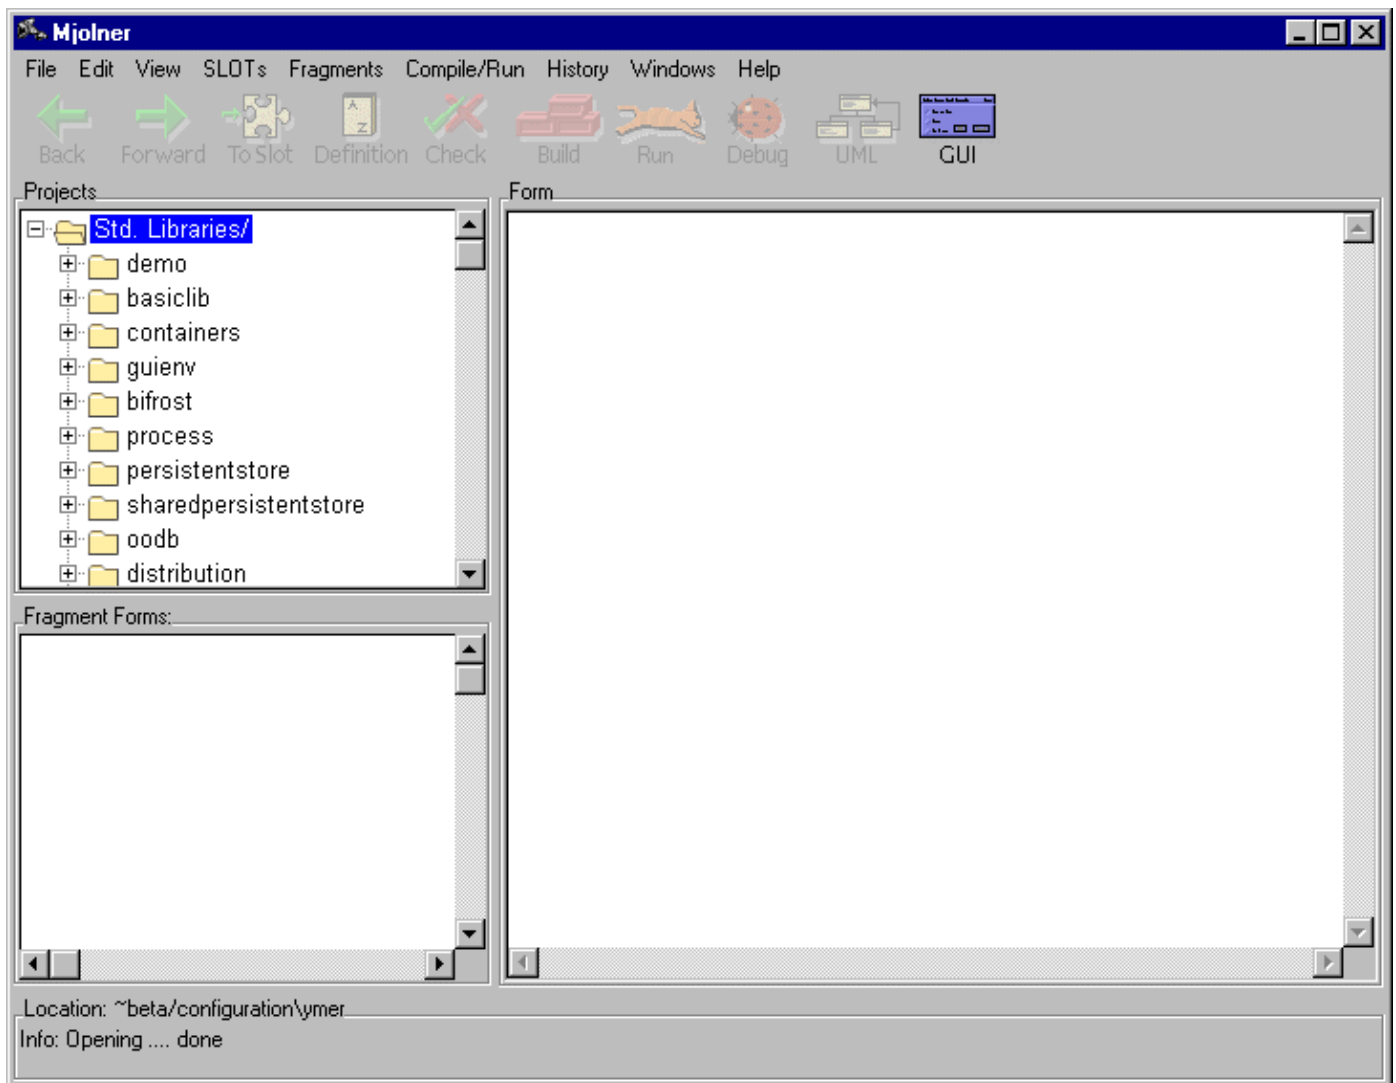 Mjolner
File Edit View SLOTs Fragments Compile/Run History Windows Help
Back Forward To Slot Definition Check Build Run Debug UML GUI
Projects
Std. Libraries/
demo
basiclib
containers
guienv
bifrost
process
persistentstore
sharedpersistentstore
oodb
distribution
Form
Fragment Forms:
Location: ~beta/configuration\ymer
Info: Opening .... done